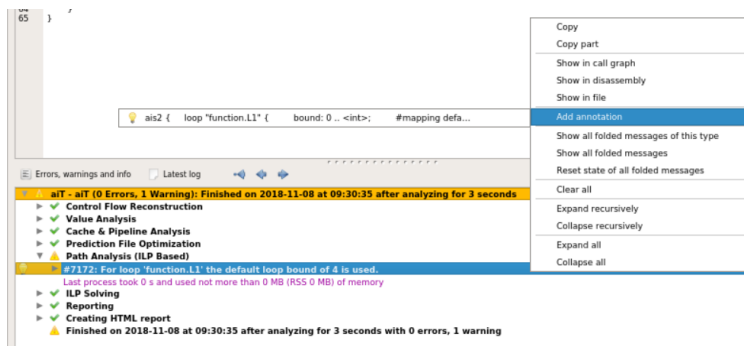 64 }
65 }
ais2 { loop "function.L1" { bound: 0 .. <int>; #mapping defa...
Copy
Copy part
Show in call graph
Show in disassembly
Show in file
Add annotation
Show all folded messages of this type
Show all folded messages
Reset state of all folded messages
Clear all
Expand recursively
Collapse recursively
Expand all
Collapse all
Errors, warnings and info Latest log
aiT - aiT (0 Errors, 1 Warning): Finished on 2018-11-08 at 09:30:35 after analyzing for 3 seconds
Control Flow Reconstruction
Value Analysis
Cache & Pipeline Analysis
Prediction File Optimization
Path Analysis (ILP Based)
#7172: For loop 'function.L1' the default loop bound of 4 is used.
Last process took 0 s and used not more than 0 MB (RSS 0 MB) of memory
ILP Solving
Reporting
Creating HTML report
Finished on 2018-11-08 at 09:30:35 after analyzing for 3 seconds with 0 errors, 1 warning